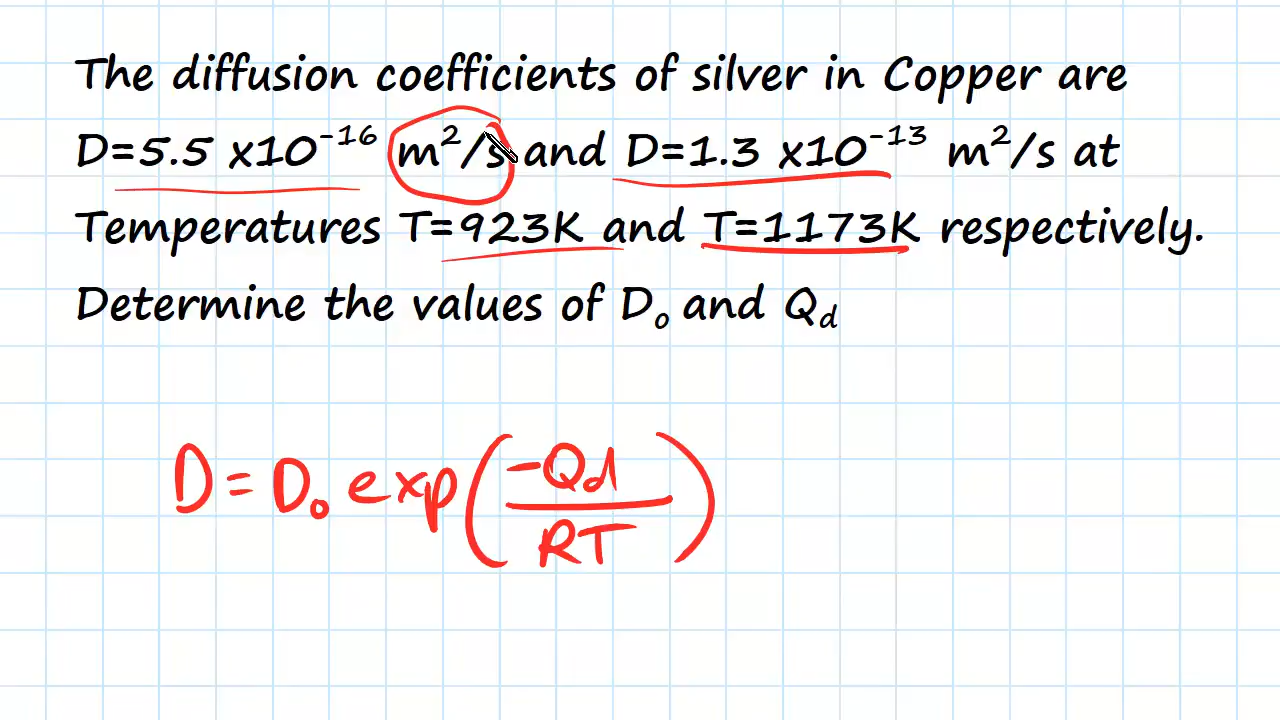 The diffusion coefficients of silver in Copper are
D=5.5 x10⁻¹⁶ m²/s and D=1.3 x10⁻¹³ m²/s at
Temperatures T=923K and T=1173K respectively.
Determine the values of D₀ and Q_d
D = D₀ exp(-Q_d/RT)